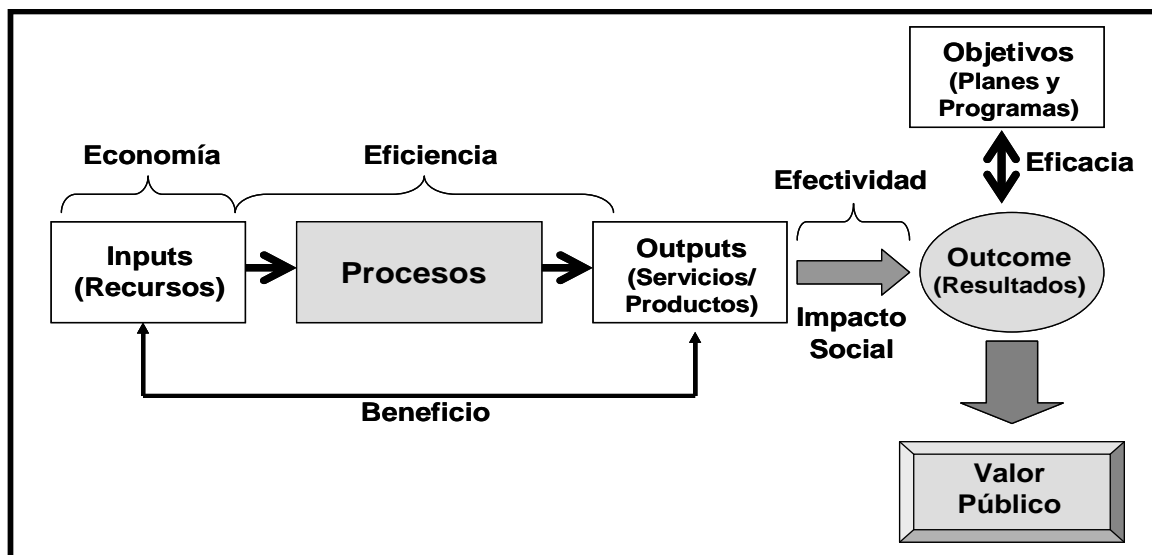 Objetivos
(Planes y
Programas)
Economía
Eficiencia
Eficacia
Efectividad
Inputs
(Recursos)
Procesos
Outputs
(Servicios/
Productos)
Outcome
(Resultados)
Impacto
Social
Beneficio
Valor
Público